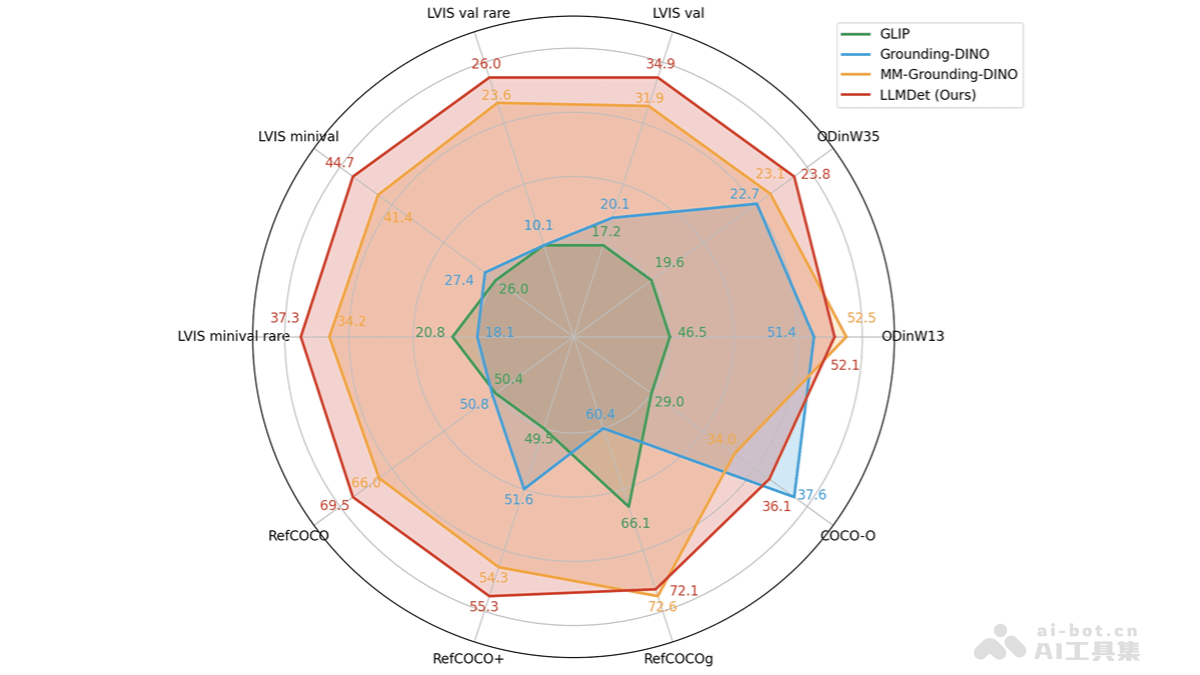 LVIS val rare
LVIS val
GLIP
Grounding-DINO
MM-Grounding-DINO
LLMDet (Ours)
26.0
34.9
23.6
31.9
LVIS minival
ODinW35
44.7
23.1
23.8
22.7
41.4
10.1
20.1
17.2
19.6
27.4
26.0
37.3
34.2
52.5
LVIS minival rare
20.8
18.1
46.5
51.4
ODinW13
52.1
50.4
50.8
29.0
60.4
49.5
34.0
66.0
69.5
51.6
37.6
36.1
66.1
RefCOCO
COCO-O
54.3
55.3
72.1
72.6
RefCOCO+
RefCOCOg
ai-bot.cn
AI工具集